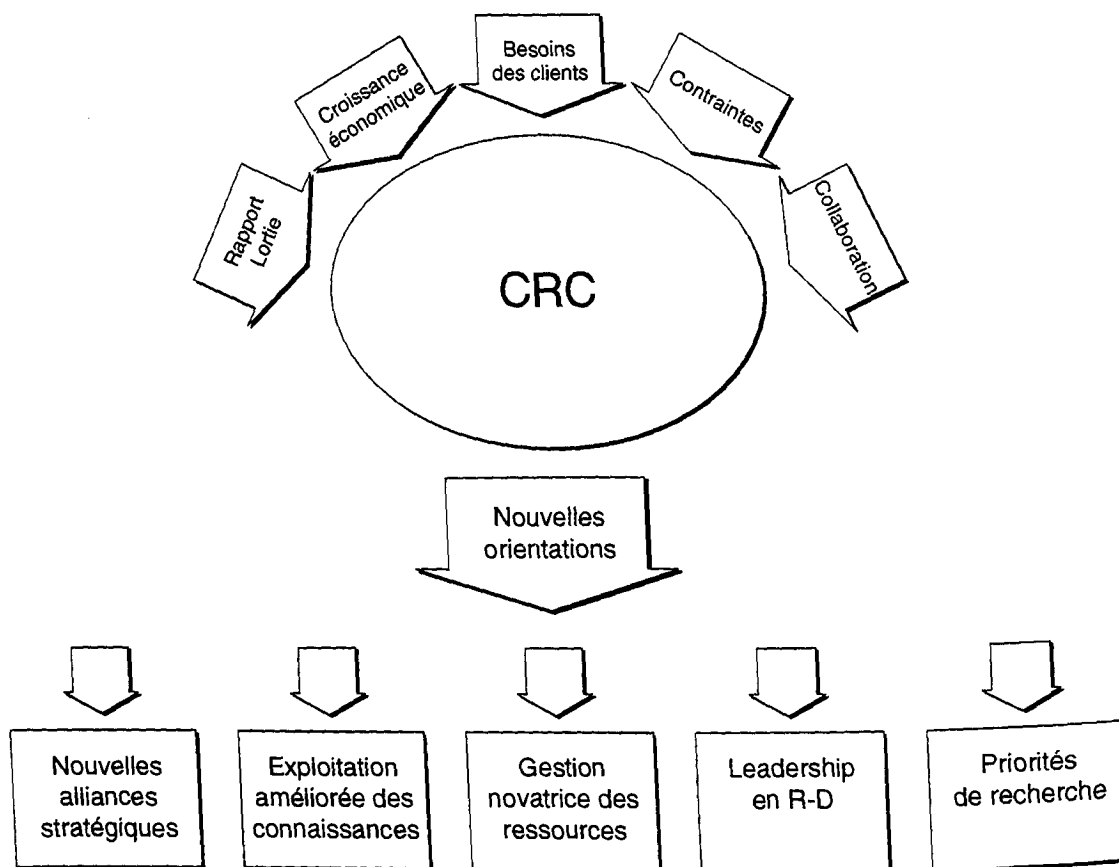 Rapport
Lortie
Croissance
économique
Besoins
des clients
Contraintes
Collaboration
CRC
Nouvelles
orientations
Nouvelles
alliances
stratégiques
Exploitation
améliorée des
connaissances
Gestion
novatrice des
ressources
Leadership
en R-D
Priorités
de recherche